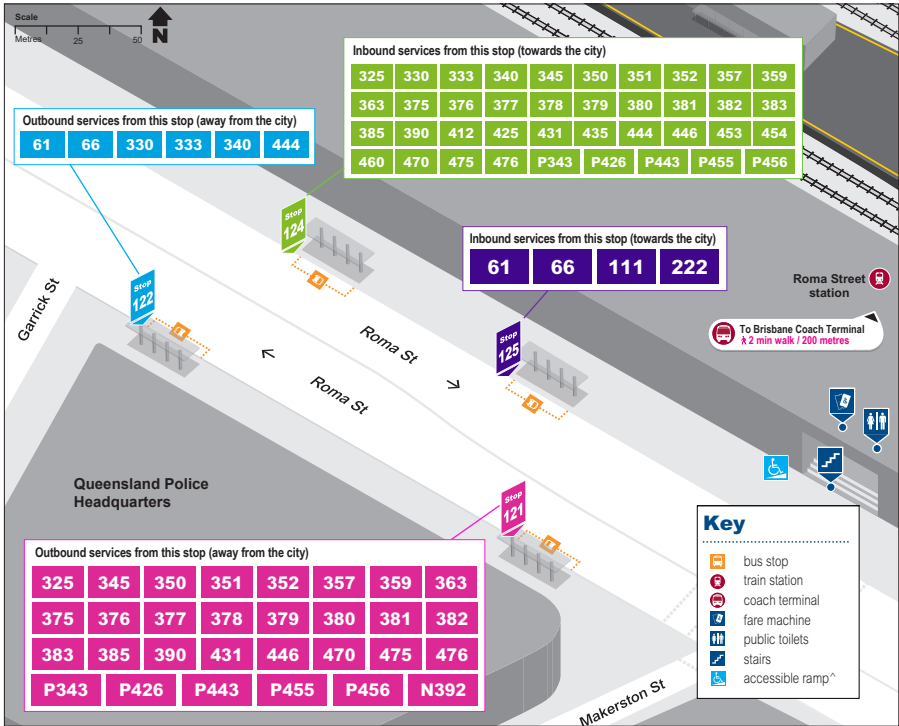 Scale
Metres 25 50
N
Inbound services from this stop (towards the city)
325 330 333 340 345 350 351 352 357 359
363 375 376 377 378 379 380 381 382 383
385 390 412 425 431 435 444 446 453 454
460 470 475 476 P343 P426 P443 P455 P456
Outbound services from this stop (away from the city)
61 66 330 333 340 444
Stop
124
Inbound services from this stop (towards the city)
61 66 111 222
Roma Street
station
Stop
122
Garrick St
Roma St
Stop
125
To Brisbane Coach Terminal
2 min walk / 200 metres
Roma St
Queensland Police
Headquarters
Stop
121
Outbound services from this stop (away from the city)
325 345 350 351 352 357 359 363
375 376 377 378 379 380 381 382
383 385 390 431 446 470 475 476
P343 P426 P443 P455 P456 N392
Makerston St
Key
bus stop
train station
coach terminal
fare machine
public toilets
stairs
accessible ramp^